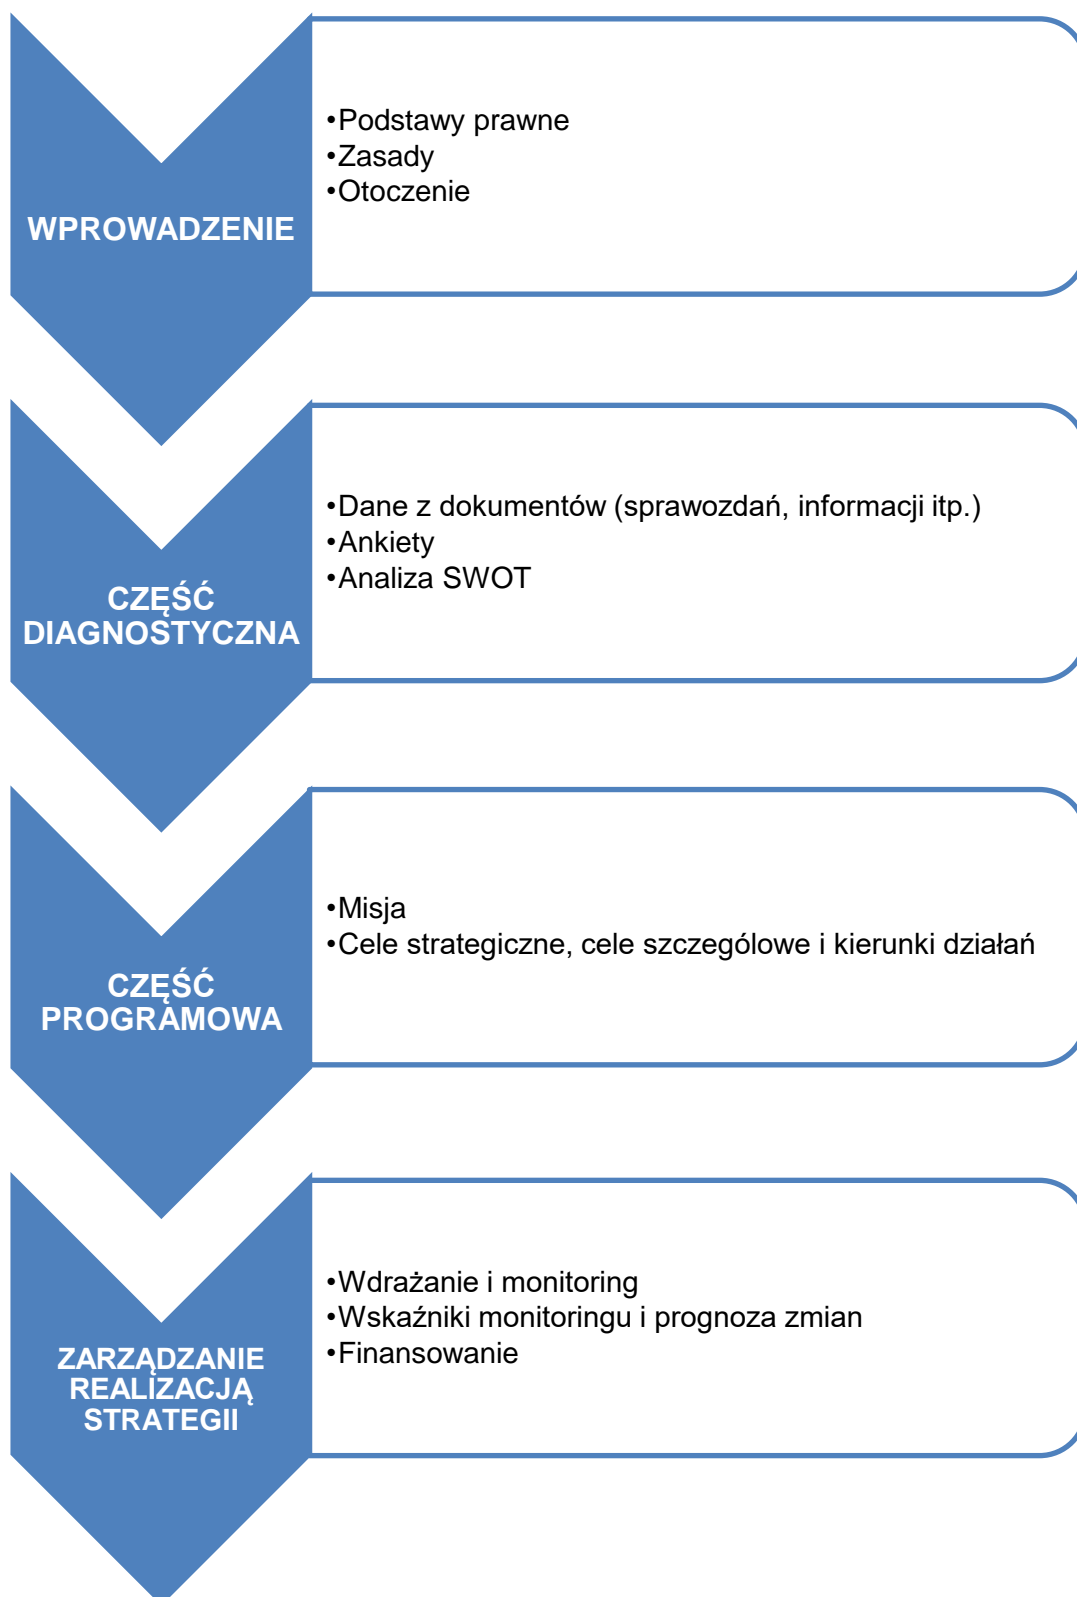 WPROWADZENIE
•Podstawy prawne
•Zasady
•Otoczenie
CZĘŚĆ
DIAGNOSTYCZNA
•Dane z dokumentów (sprawozdań, informacji itp.)
•Ankiety
•Analiza SWOT
CZĘŚĆ
PROGRAMOWA
•Misja
•Cele strategiczne, cele szczególowe i kierunki działań
ZARZĄDZANIE
REALIZACJĄ
STRATEGII
•Wdrażanie i monitoring
•Wskaźniki monitoringu i prognoza zmian
•Finansowanie